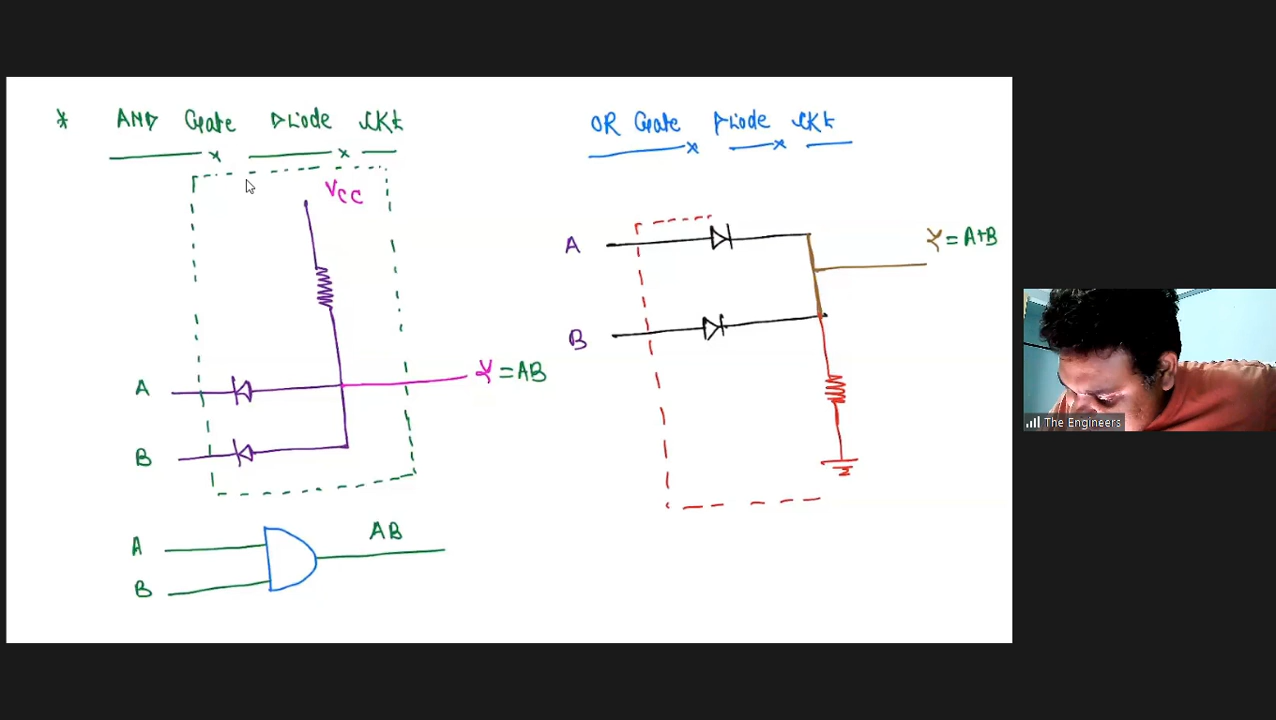 * AND Gate Diode CKt
VCC
A
Y = AB
B
A
AB
B
OR Gate Diode CKt
A
Y = A+B
B
The Engineers